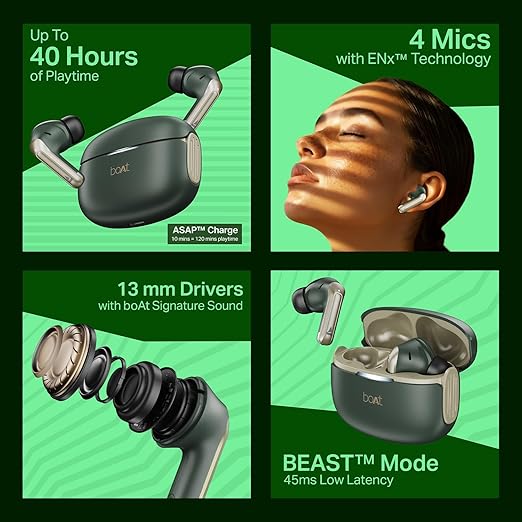 Up To
40 Hours
of Playtime
boAt
ASAP™ Charge
10 mins = 120 mins playtime
4 Mics
with ENx™ Technology
13 mm Drivers
with boAt Signature Sound
boAt
BEAST™ Mode
45ms Low Latency